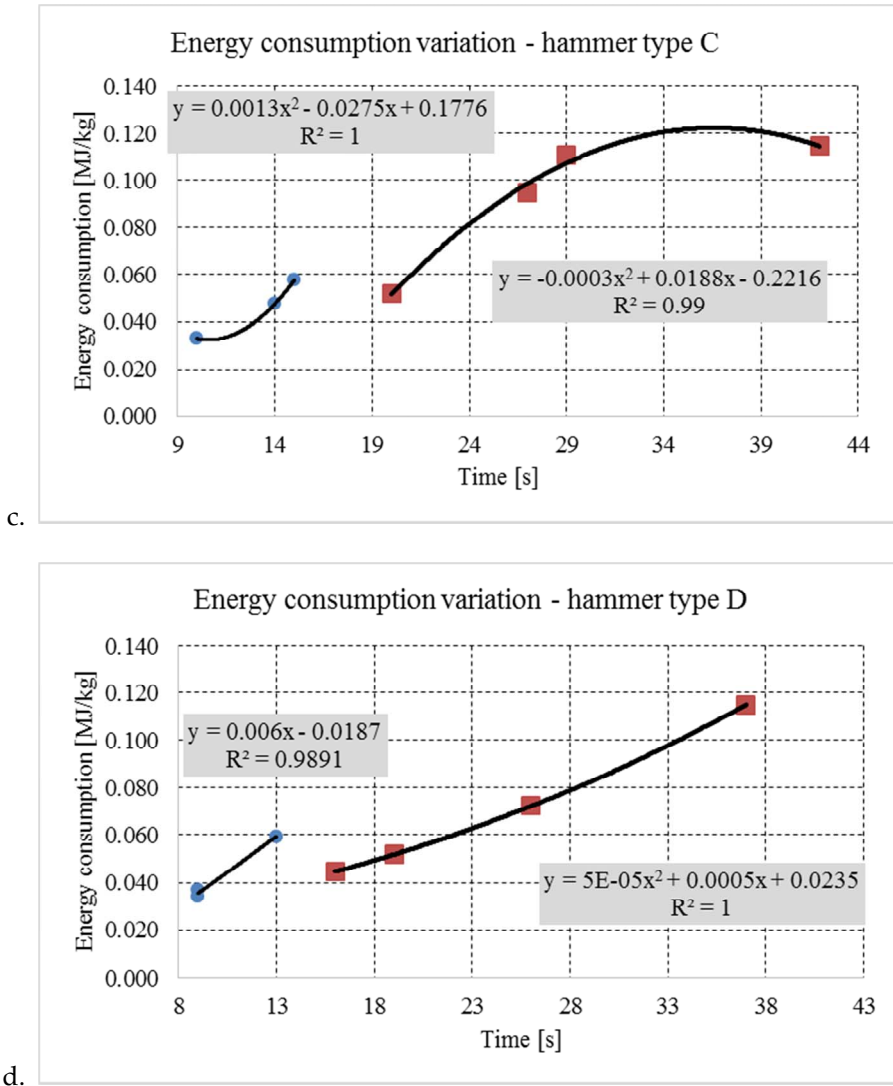 Energy consumption variation - hammer type C
Energy consumption [MJ/kg]
0.140
0.120
0.100
0.080
0.060
0.040
0.020
0.000
y = 0.0013x² - 0.0275x + 0.1776
R² = 1
y = -0.0003x² + 0.0188x - 0.2216
R² = 0.99
9 14 19 24 29 34 39 44
Time [s]
c.
Energy consumption variation - hammer type D
Energy consumption [MJ/kg]
0.140
0.120
0.100
0.080
0.060
0.040
0.020
0.000
y = 0.006x - 0.0187
R² = 0.9891
y = 5E-05x² + 0.0005x + 0.0235
R² = 1
8 13 18 23 28 33 38 43
Time [s]
d.